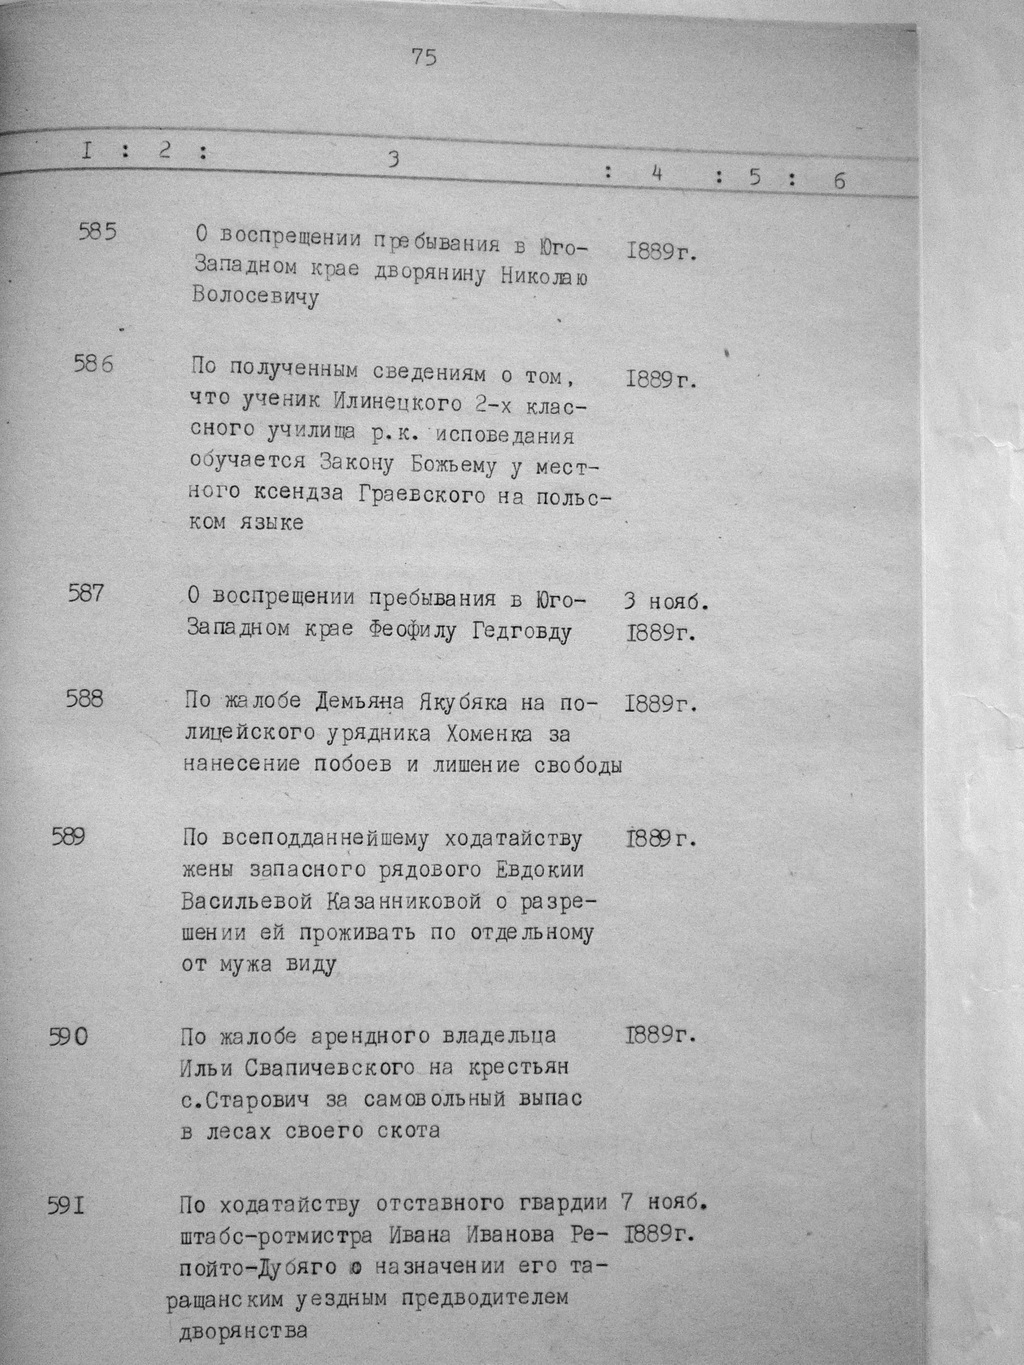 75
I : 2 : 3 : 4 : 5 : 6
585 О воспрещении пребывания в Юго- 1889г.
Западном крае дворянину Николаю
Волосевичу
586 По полученным сведениям о том, 1889г.
что ученик Илинецкого 2-х клас-
сного училища р.к. исповедания
обучается Закону Божьему у мест-
ного ксендза Граевского на польс-
ком языке
587 О воспрещении пребывания в Юго- 3 нояб.
Западном крае Феофилу Гедговду 1889г.
588 По жалобе Демьяна Якубяка на по- 1889г.
лицейского урядника Хоменка за
нанесение побоев и лишение свободы
589 По всеподданнейшему ходатайству 1889г.
жены запасного рядового Евдокии
Васильевой Казанниковой о разре-
шении ей проживать по отдельному
от мужа виду
590 По жалобе арендного владельца 1889г.
Ильи Свапичевского на крестьян
с.Старович за самовольный выпас
в лесах своего скота
591 По ходатайству отставного гвардии 7 нояб.
штабс-ротмистра Ивана Иванова Ре- 1889г.
пойто-Дубяго о назначении его та-
ращанским уездным предводителем
дворянства